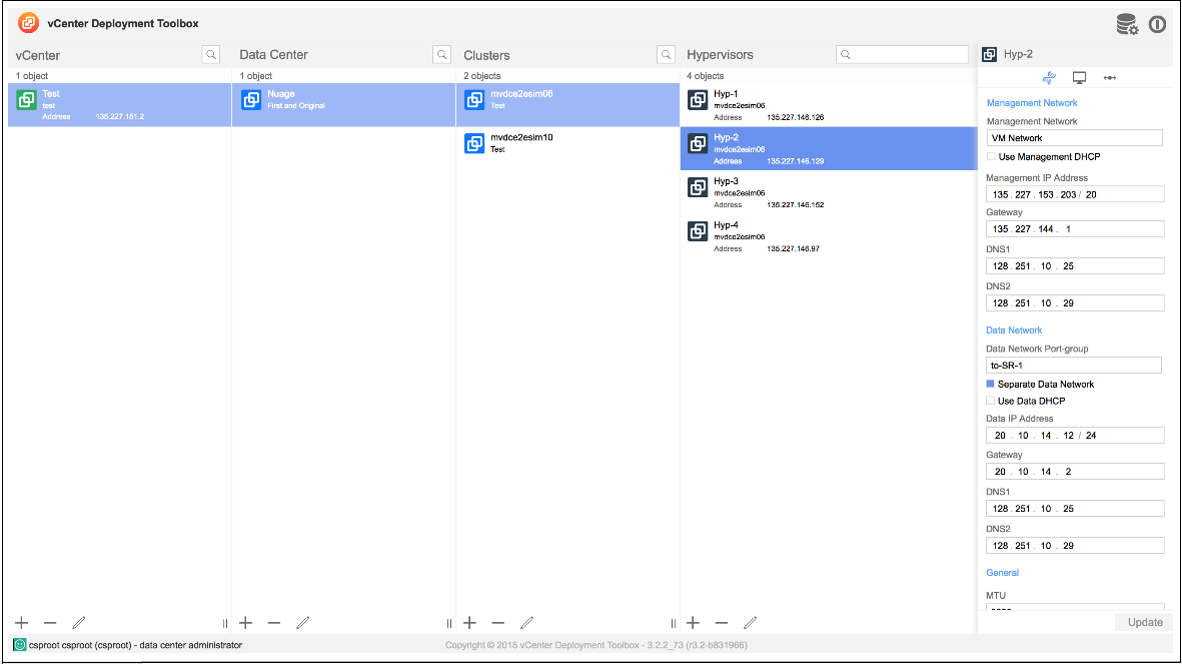 vCenter Deployment Toolbox
vCenter
1 object
Test
test
Address 135.227.151.2
Data Center
1 object
Nuage
First and Original
Clusters
2 objects
mvdce2esim06
Test
mvdce2esim10
Test
Hypervisors
4 objects
Hyp-1
mvdce2esim06
Address 135.227.146.126
Hyp-2
mvdce2esim06
Address 135.227.146.129
Hyp-3
mvdce2esim06
Address 135.227.146.152
Hyp-4
mvdce2esim06
Address 135.227.146.97
Hyp-2
Management Network
Management Network
VM Network
Use Management DHCP
Management IP Address
135 . 227 . 153 . 203 / 20
Gateway
135 . 227 . 144 . 1
DNS1
128 . 251 . 10 . 25
DNS2
128 . 251 . 10 . 29
Data Network
Data Network Port-group
to-SR-1
Separate Data Network
Use Data DHCP
Data IP Address
20 . 10 . 14 . 12 / 24
Gateway
20 . 10 . 14 . 2
DNS1
128 . 251 . 10 . 25
DNS2
128 . 251 . 10 . 29
General
MTU
Update
csproot csproot (csproot) - data center administrator
Copyright © 2015 vCenter Deployment Toolbox - 3.2.2_73 (r3.2-b831966)